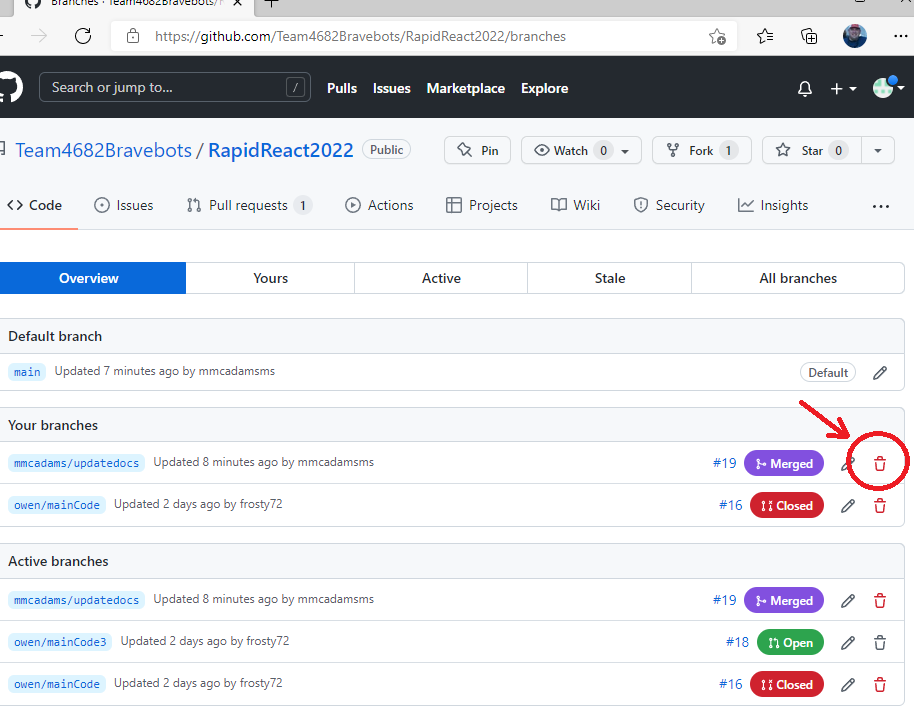 Branches · Team4682Bravebots/
https://github.com/Team4682Bravebots/RapidReact2022/branches
Search or jump to... / Pulls Issues Marketplace Explore
Team4682Bravebots / RapidReact2022 Public Pin Watch 0 Fork 1 Star 0
Code Issues Pull requests 1 Actions Projects Wiki Security Insights
Overview Yours Active Stale All branches
Default branch
main Updated 7 minutes ago by mmcadamsms Default
Your branches
mmcadams/updatedocs Updated 8 minutes ago by mmcadamsms #19 Merged
owen/mainCode Updated 2 days ago by frosty72 #16 Closed
Active branches
mmcadams/updatedocs Updated 8 minutes ago by mmcadamsms #19 Merged
owen/mainCode3 Updated 2 days ago by frosty72 #18 Open
owen/mainCode Updated 2 days ago by frosty72 #16 Closed